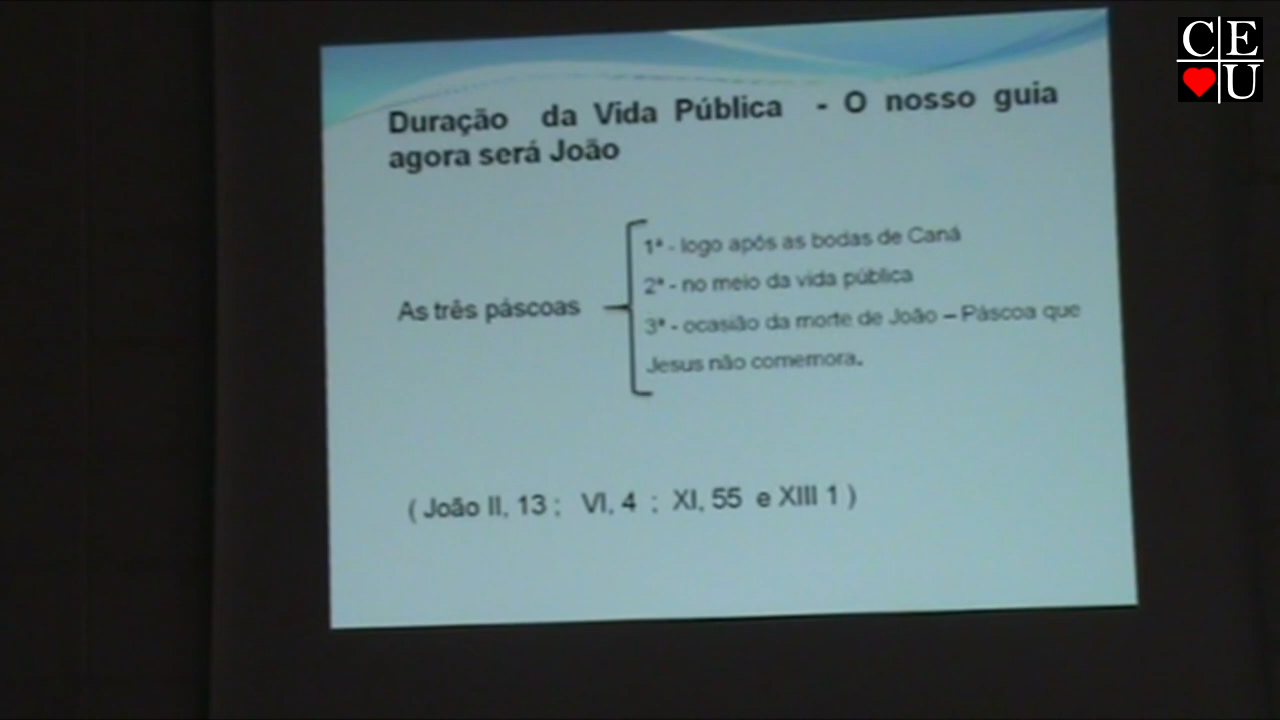 CE
U
Duração da Vida Pública - O nosso guia
agora será João
1ª - logo após as bodas de Caná
2ª - no meio da vida pública
As três páscoas
3ª - ocasião da morte de João – Páscoa que
Jesus não comemora.
( João II, 13 ; VI, 4 ; XI, 55 e XIII 1 )